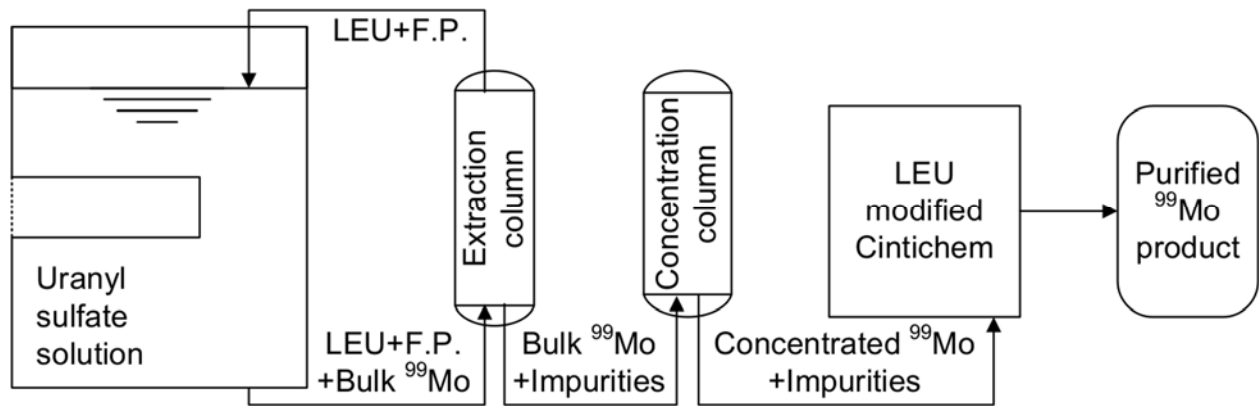 LEU+F.P.
Uranyl
sulfate
solution
LEU+F.P.
+Bulk ⁹⁹Mo
Extraction
column
Bulk ⁹⁹Mo
+Impurities
Concentration
column
Concentrated ⁹⁹Mo
+Impurities
LEU
modified
Cintichem
Purified
⁹⁹Mo
product